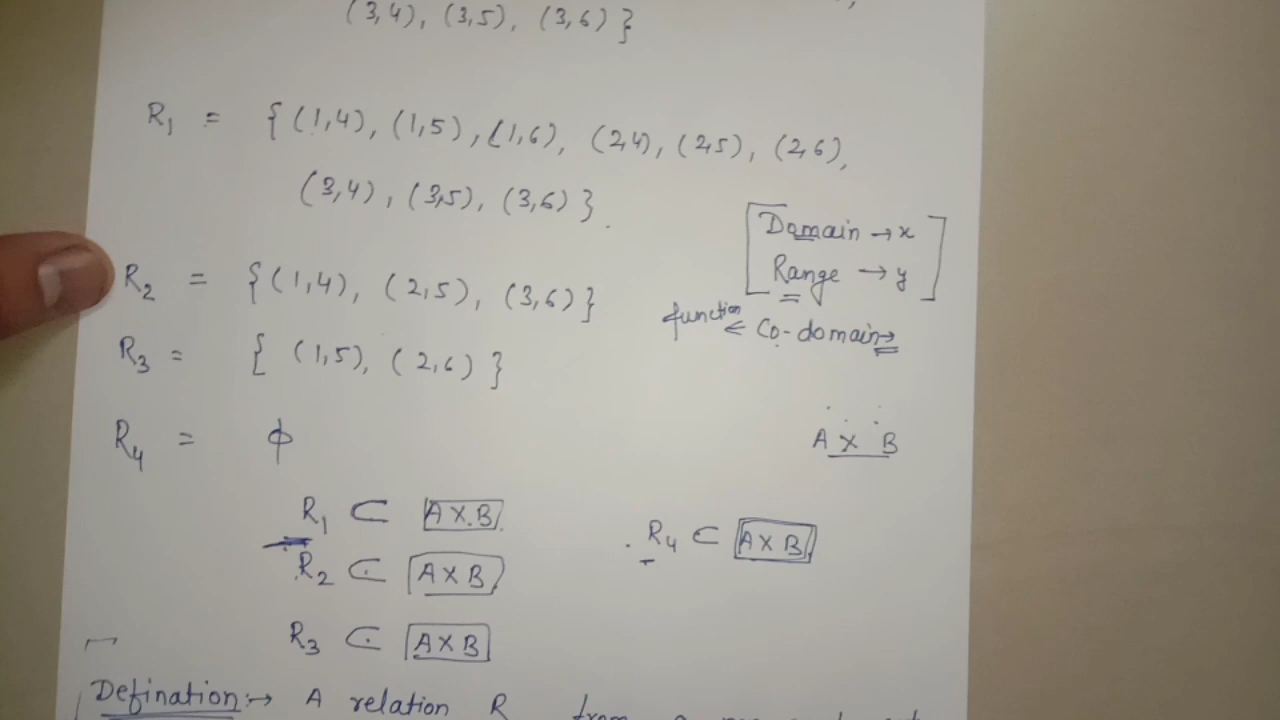 (3,4), (3,5), (3,6) }
R₁ = { (1,4), (1,5), (1,6), (2,4), (2,5), (2,6),
(3,4), (3,5), (3,6) }.
[ Domain → x
Range → y ]
R₂ = { (1,4), (2,5), (3,6) }
function ← Co-domain →
R₃ = { (1,5), (2,6) }
R₄ = ϕ
A X B
R₁ ⊂ A X B
R₄ ⊂ A X B
R₂ ⊂ A X B
R₃ ⊂ A X B
Defination :→ A relation R from a